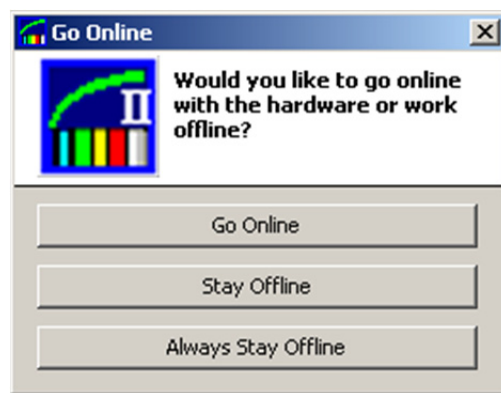 Go Online
Would you like to go online
with the hardware or work
offline?
II
Go Online
Stay Offline
Always Stay Offline